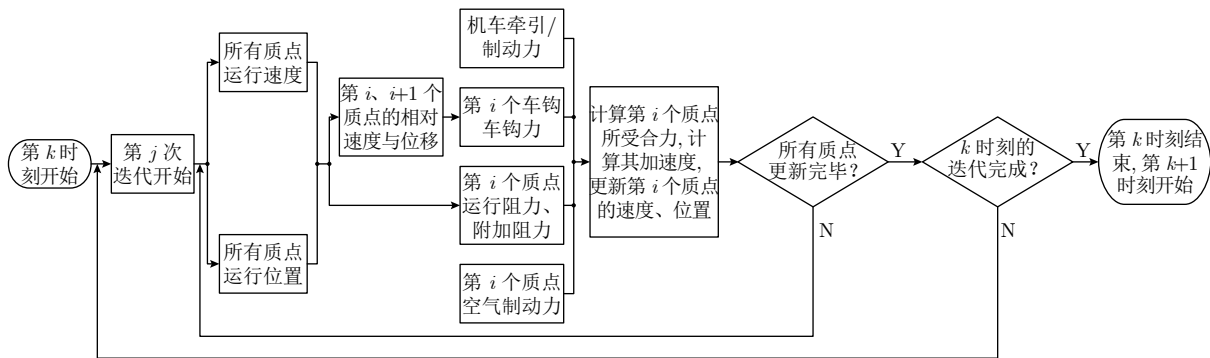 第 k 时
刻开始
第 j 次
迭代开始
所有质点
运行速度
所有质点
运行位置
第 i、i+1 个
质点的相对
速度与位移
机车牵引/
制动力
第 i 个车钩
车钩力
第 i 个质点
运行阻力、
附加阻力
第 i 个质点
空气制动力
计算第 i 个质点
所受合力, 计
算其加速度,
更新第 i 个质点
的速度、位置
所有质点
更新完毕?
Y
N
k 时刻的
迭代完成?
Y
N
第 k 时刻结
束, 第 k+1
时刻开始